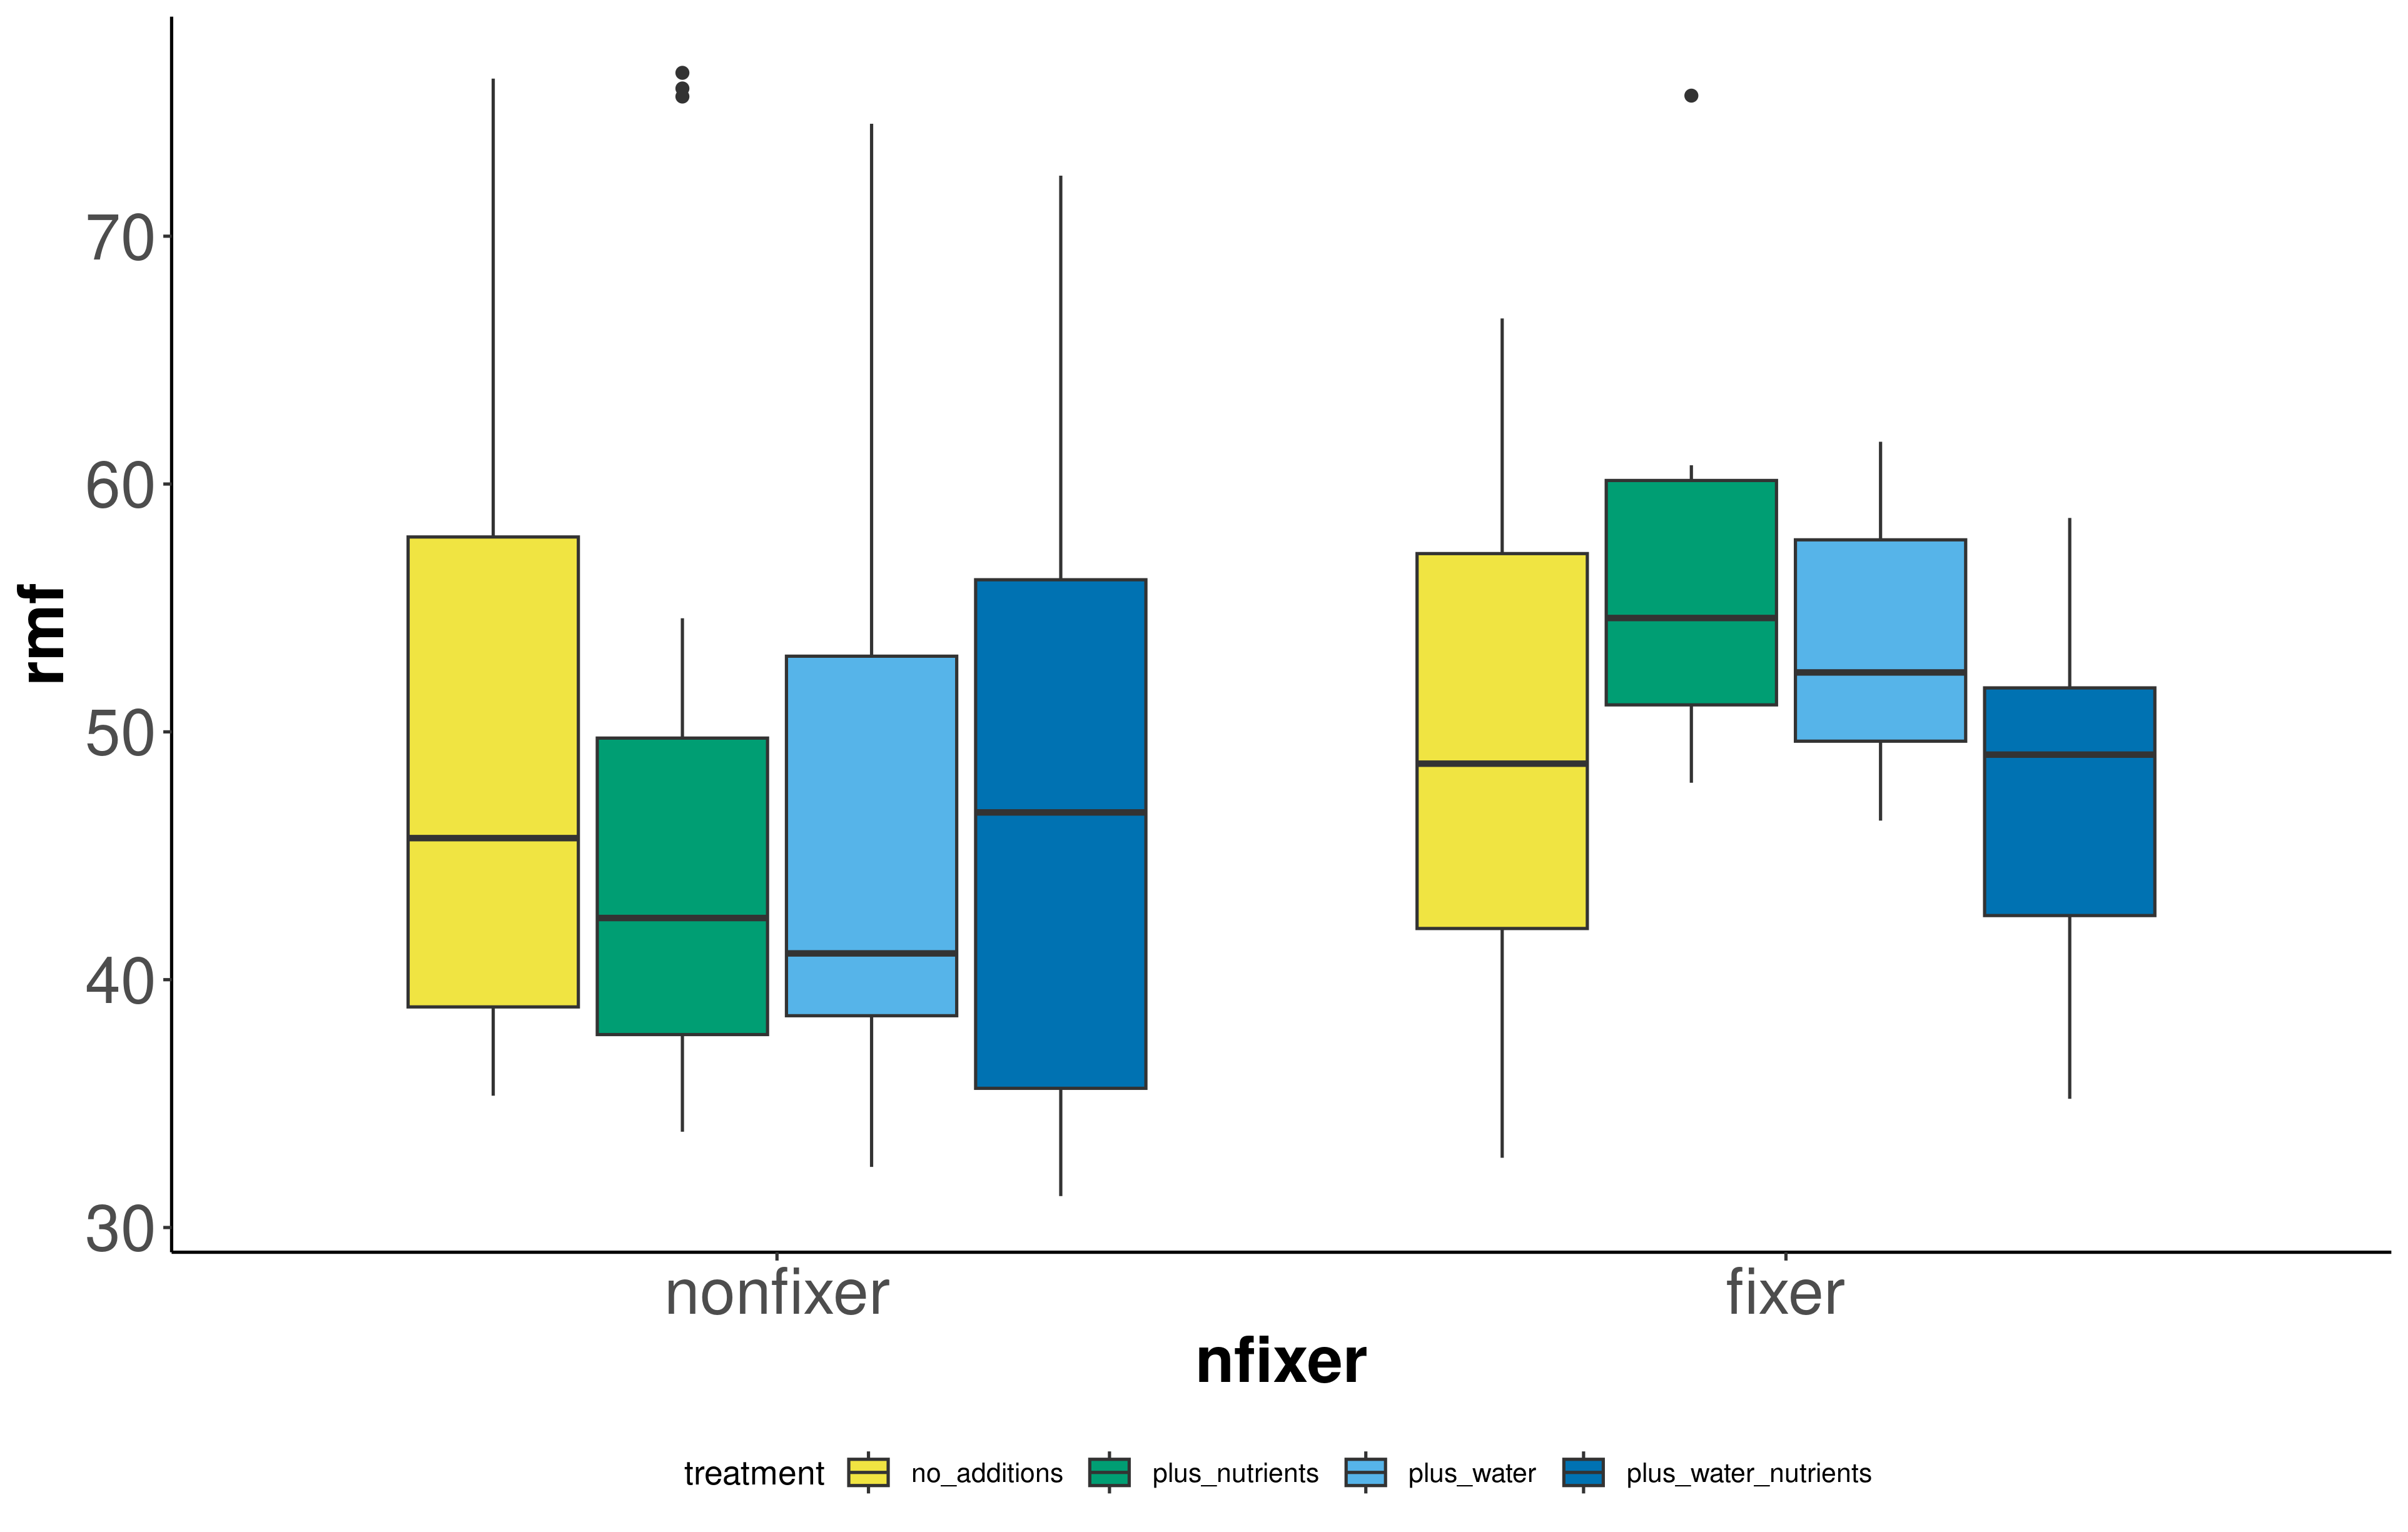 rmf
70
60
50
40
30
nonfixer fixer
nfixer
treatment no_additions plus_nutrients plus_water plus_water_nutrients